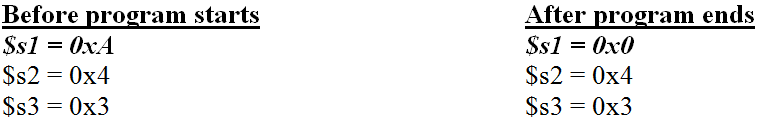 Before program starts After program ends
$s1 = 0xA $s1 = 0x0
$s2 = 0x4 $s2 = 0x4
$s3 = 0x3 $s3 = 0x3